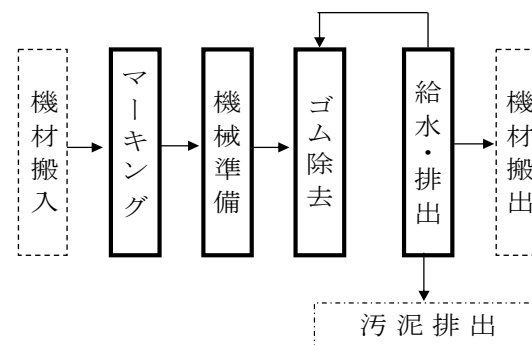 機材搬入
マーキング
機械準備
ゴム除去
給水・排出
機材搬出
汚泥排出